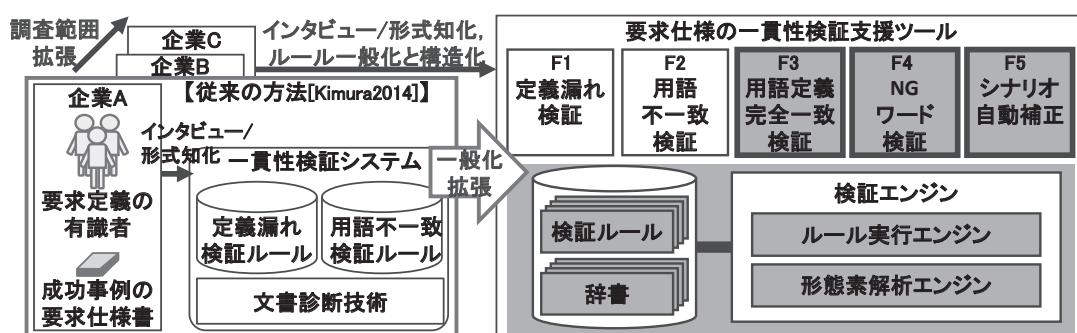 調査範囲
拡張
企業C
企業B
インタビュー/形式知化,
ルール一般化と構造化
【従来の方法[Kimura2014]】
企業A
インタビュー/
形式知化
要求定義の
有識者
成功事例の
要求仕様書
一貫性検証システム
定義漏れ
検証ルール
用語不一致
検証ルール
文書診断技術
一般化
拡張
要求仕様の一貫性検証支援ツール
F1
定義漏れ
検証
F2
用語
不一致
検証
F3
用語定義
完全一致
検証
F4
NG
ワード
検証
F5
シナリオ
自動補正
検証ルール
辞書
検証エンジン
ルール実行エンジン
形態素解析エンジン